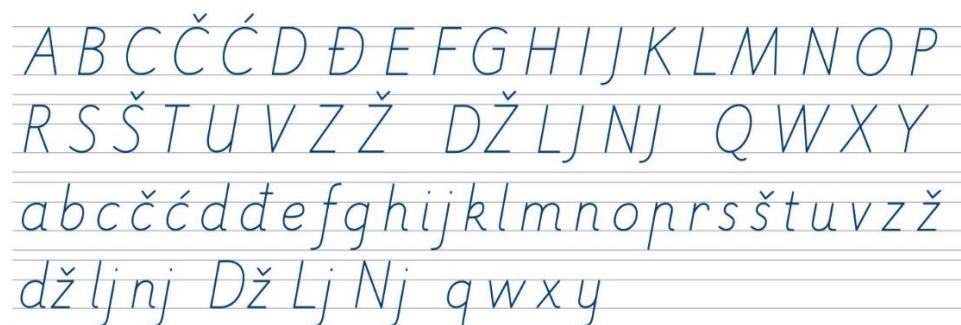 A B C Č Ć D Đ E F G H I J K L M N O P
R S Š T U V Z Ž DŽ LJ NJ Q W X Y
a b c č ć d đ e f g h i j k l m n o p r s š t u v z ž
dž lj nj Dž Lj Nj q w x y